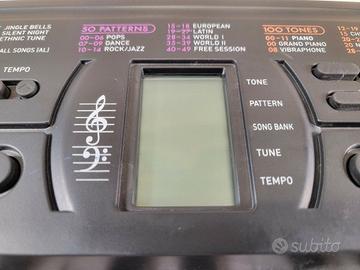 JINGLE BELLS
SILENT NIGHT
ETHNIC TUNE
ALL SONGS (AL)
TEMPO
50 PATTERNS
00-06 POPS
07-09 DANCE
10-14 ROCK/JAZZ
15-18 EUROPEAN
19-27 LATIN
28-34 WORLD I
35-39 WORLD II
40-49 FREE SESSION
100 TONES
00-11 PIANO
00 GRAND PIANO
08 VIBRAPHONE
TONE
PATTERN
SONG BANK
TUNE
TEMPO
subito